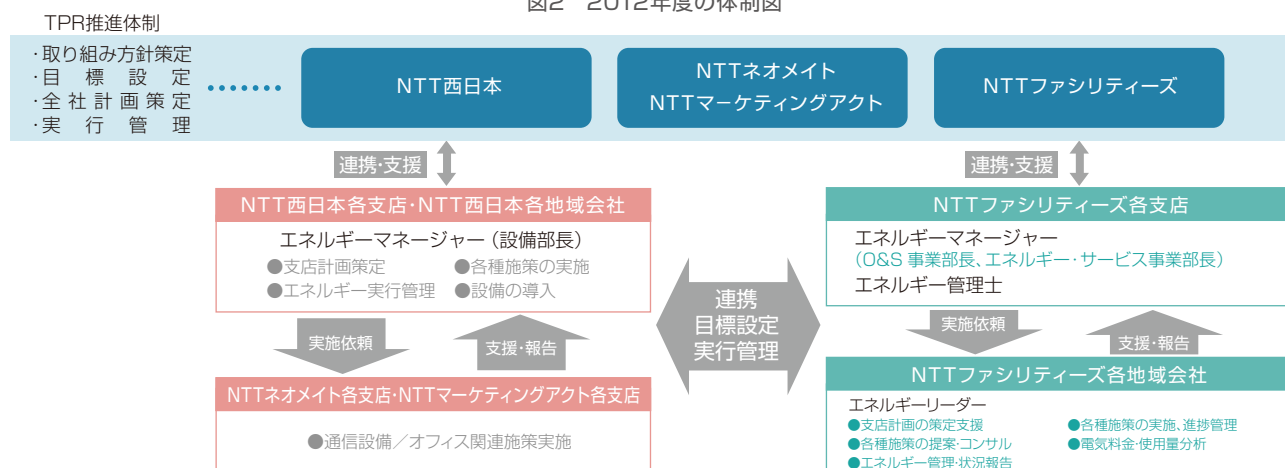 図2 2012年度の体制図
TPR推進体制
・取り組み方針策定
・目標設定
・全社計画策定
・実行管理
NTT西日本
NTTネオメイト
NTTマーケティングアクト
NTTファシリティーズ
連携・支援
連携・支援
NTT西日本各支店・NTT西日本各地域会社
エネルギーマネージャー（設備部長）
●支店計画策定 ●各種施策の実施
●エネルギー実行管理 ●設備の導入
実施依頼
支援・報告
NTTネオメイト各支店・NTTマーケティングアクト各支店
●通信設備／オフィス関連施策実施
連携
目標設定
実行管理
NTTファシリティーズ各支店
エネルギーマネージャー
（O&S 事業部長、エネルギー・サービス事業部長）
エネルギー管理士
実施依頼
支援・報告
NTTファシリティーズ各地域会社
エネルギーリーダー
●支店計画の策定支援 ●各種施策の実施、進捗管理
●各種施策の提案・コンサル ●電気料金・使用量分析
●エネルギー管理・状況報告